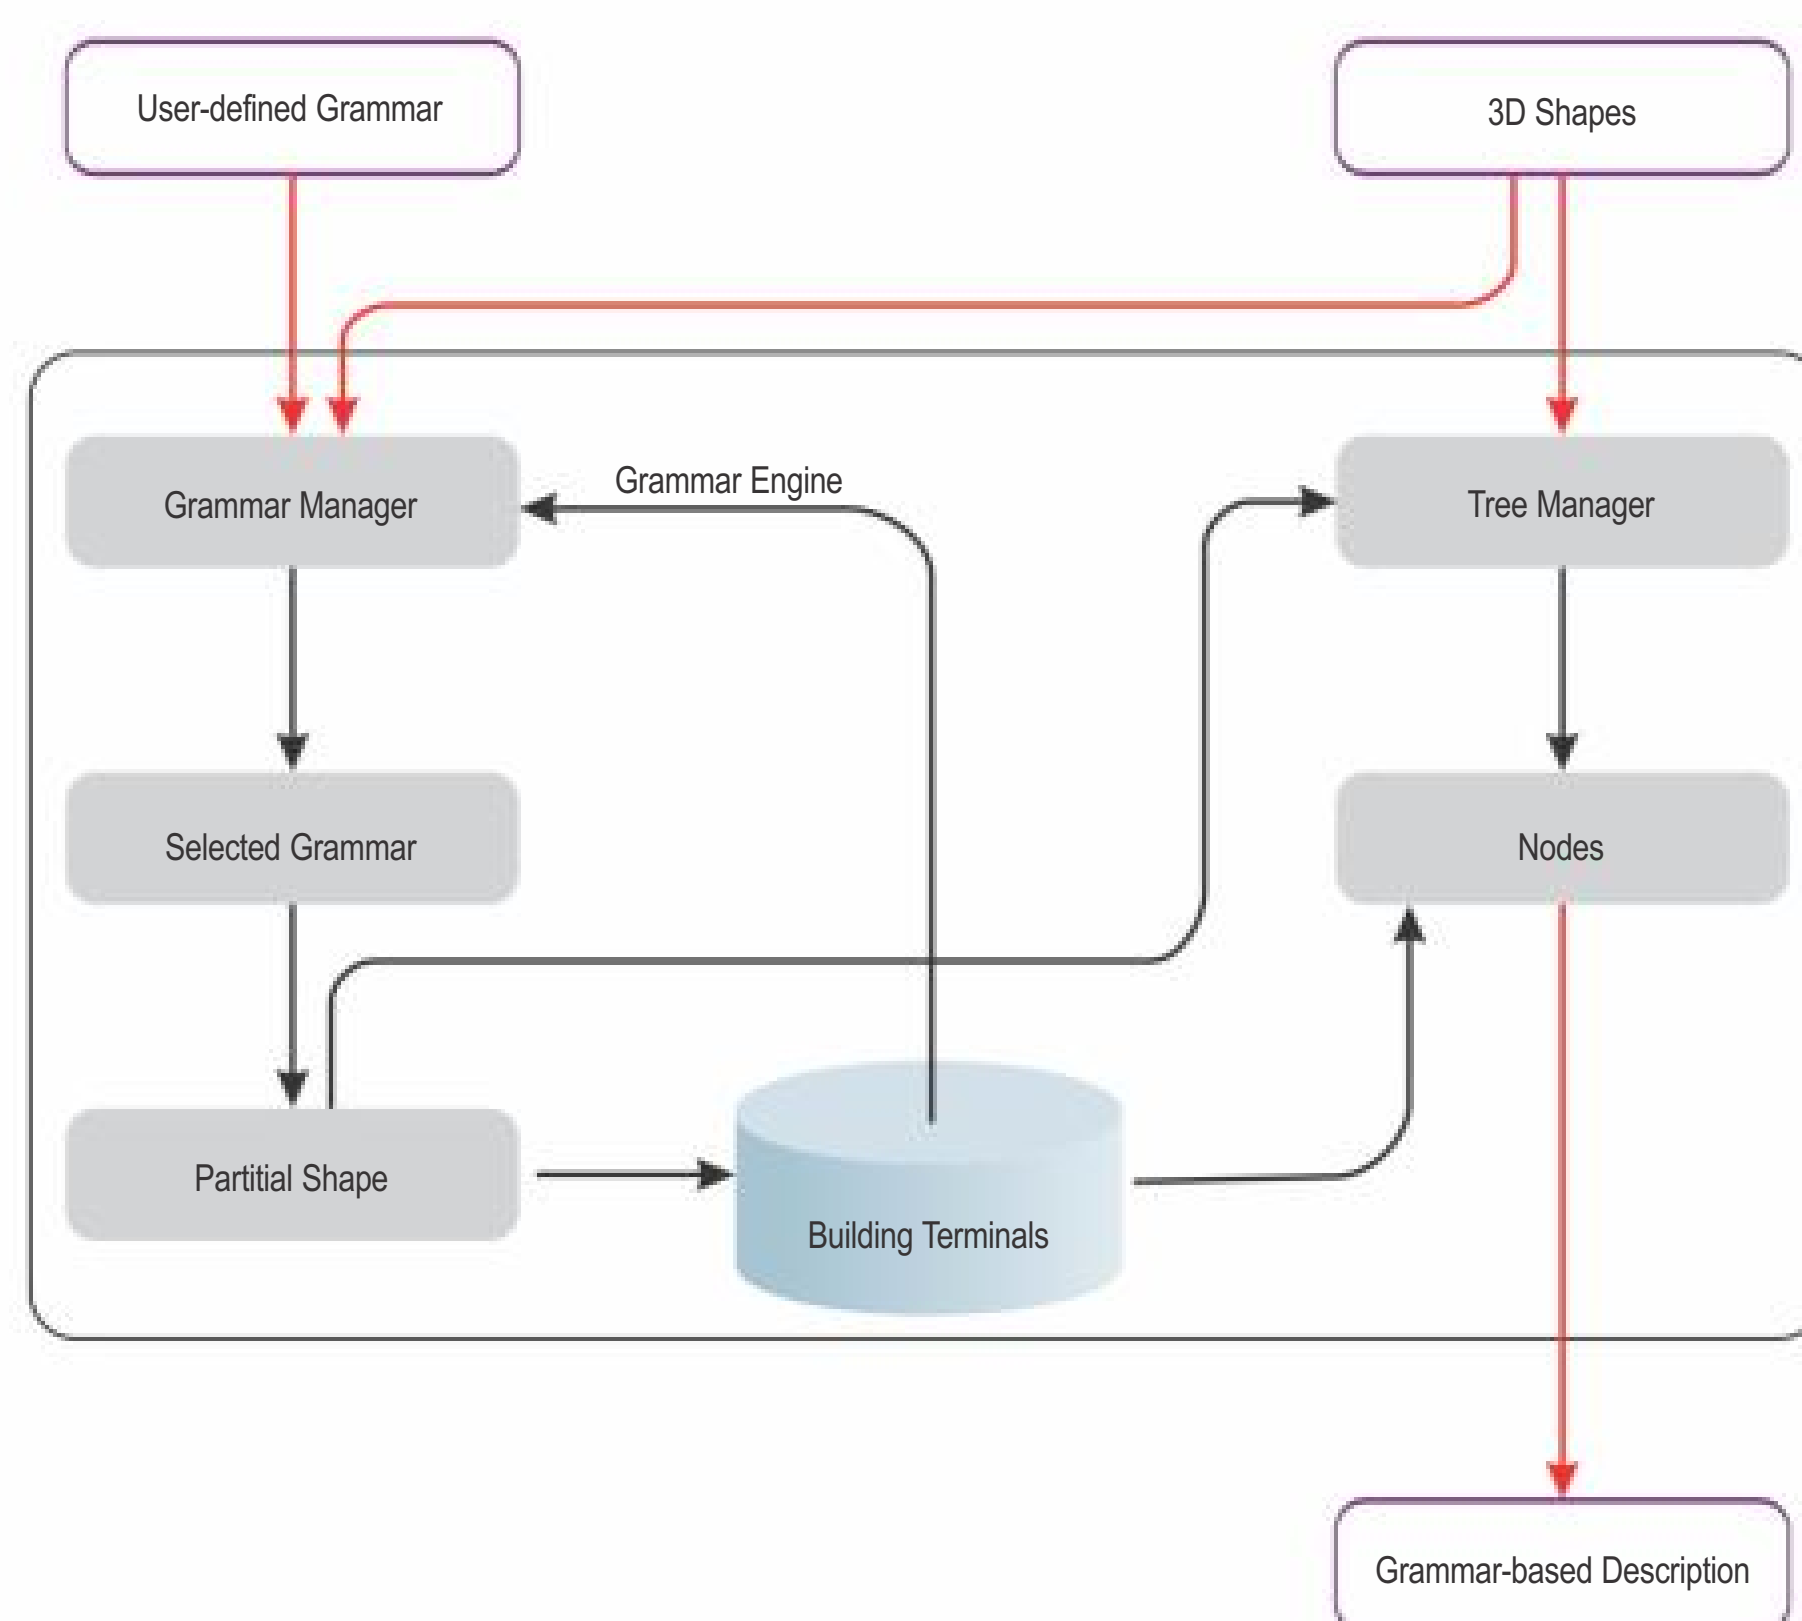 User-defined Grammar
3D Shapes
Grammar Engine
Grammar Manager
Tree Manager
Selected Grammar
Nodes
Partitial Shape
Building Terminals
Grammar-based Description